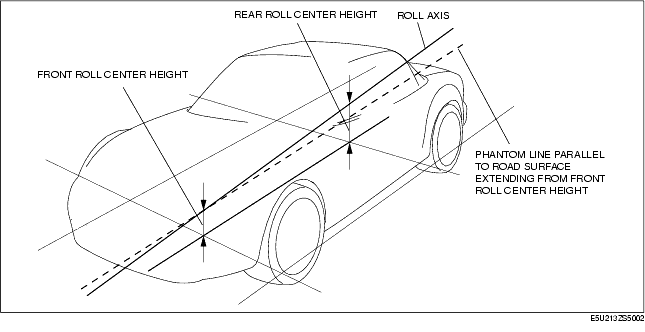 REAR ROLL CENTER HEIGHT
ROLL AXIS
FRONT ROLL CENTER HEIGHT
PHANTOM LINE PARALLEL
TO ROAD SURFACE
EXTENDING FROM FRONT
ROLL CENTER HEIGHT
E5U213ZS5002